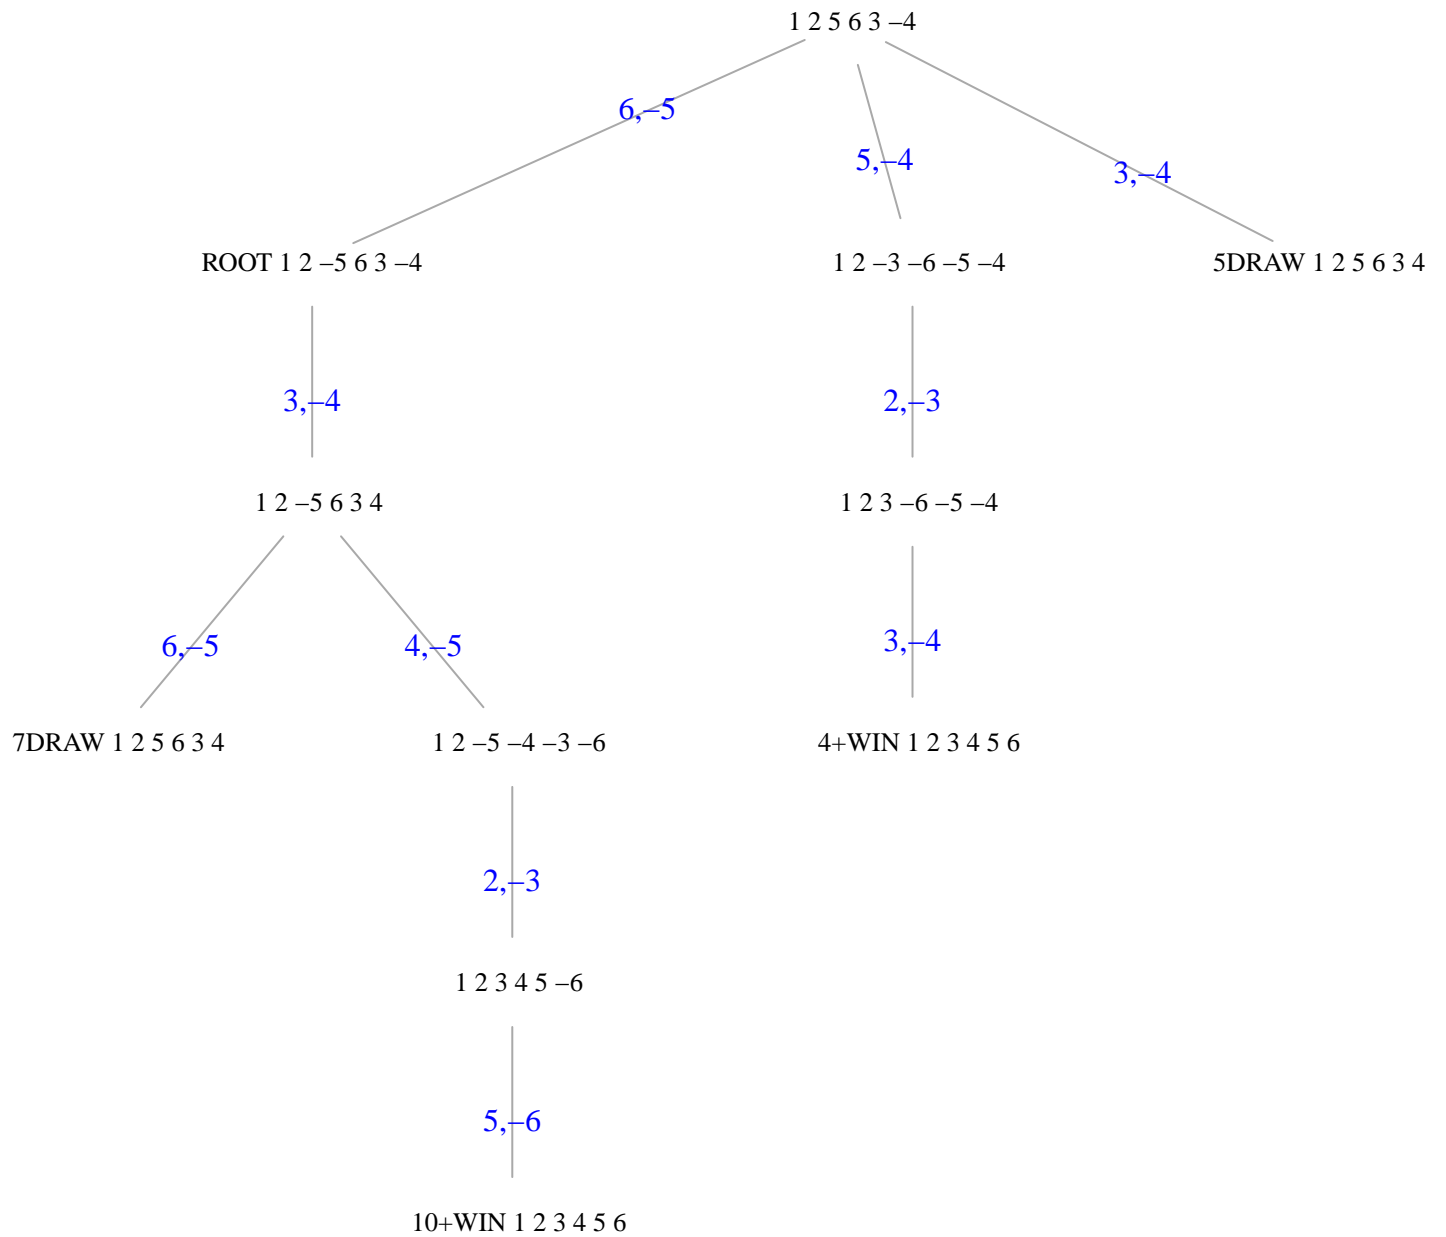 1 2 5 6 3 –4
6,–5
5,–4
3,–4
ROOT 1 2 –5 6 3 –4
1 2 –3 –6 –5 –4
5DRAW 1 2 5 6 3 4
3,–4
2,–3
1 2 –5 6 3 4
1 2 3 –6 –5 –4
6,–5
4,–5
3,–4
7DRAW 1 2 5 6 3 4
1 2 –5 –4 –3 –6
4+WIN 1 2 3 4 5 6
2,–3
1 2 3 4 5 –6
5,–6
10+WIN 1 2 3 4 5 6